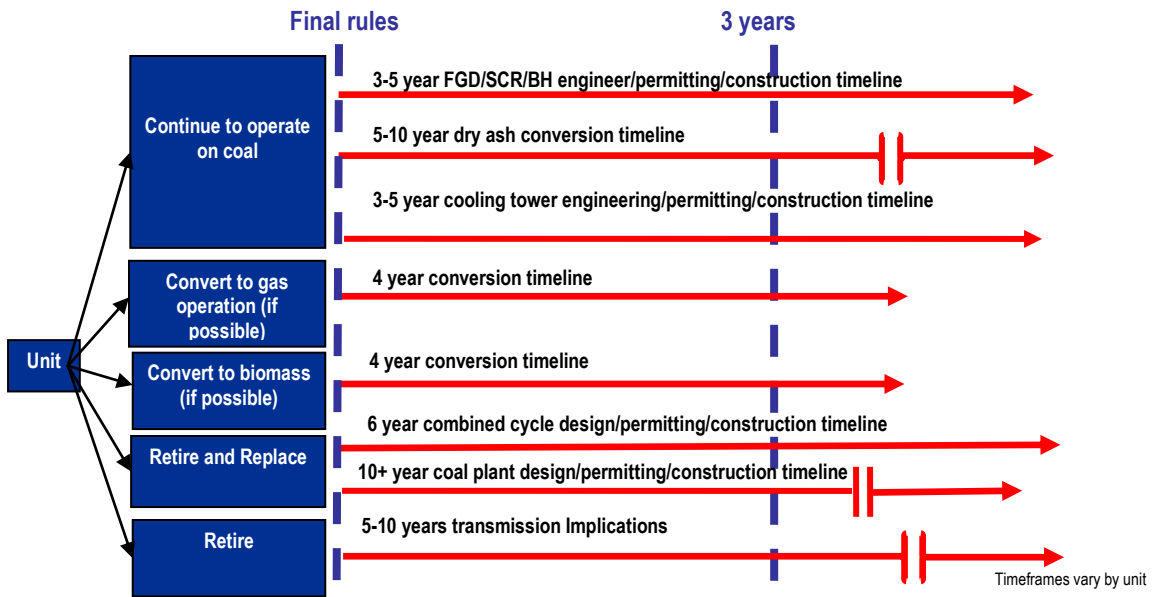 Final rules
3 years
3-5 year FGD/SCR/BH engineer/permitting/construction timeline
Continue to operate
on coal
5-10 year dry ash conversion timeline
3-5 year cooling tower engineering/permitting/construction timeline
Convert to gas
operation (if
possible)
4 year conversion timeline
Unit
Convert to biomass
(if possible)
4 year conversion timeline
6 year combined cycle design/permitting/construction timeline
Retire and Replace
10+ year coal plant design/permitting/construction timeline
5-10 years transmission Implications
Retire
Timeframes vary by unit